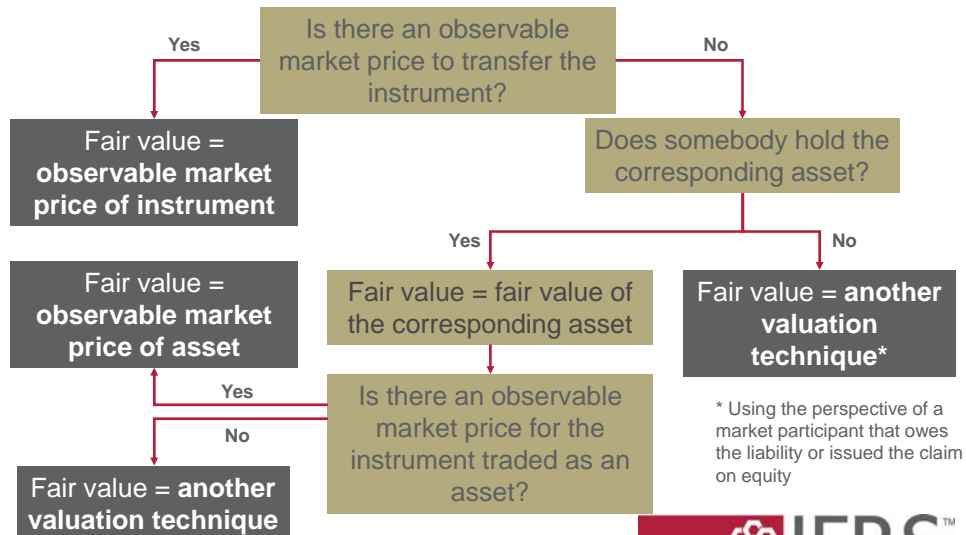 Is there an observable
market price to transfer the
instrument?
Yes
No
Fair value =
observable market
price of instrument
Does somebody hold the
corresponding asset?
Yes
No
Fair value =
observable market
price of asset
Fair value = fair value of
the corresponding asset
Fair value = another
valuation
technique*
Yes
No
Is there an observable
market price for the
instrument traded as an
asset?
* Using the perspective of a
market participant that owes
the liability or issued the claim
on equity
Fair value = another
valuation technique
IFRS™